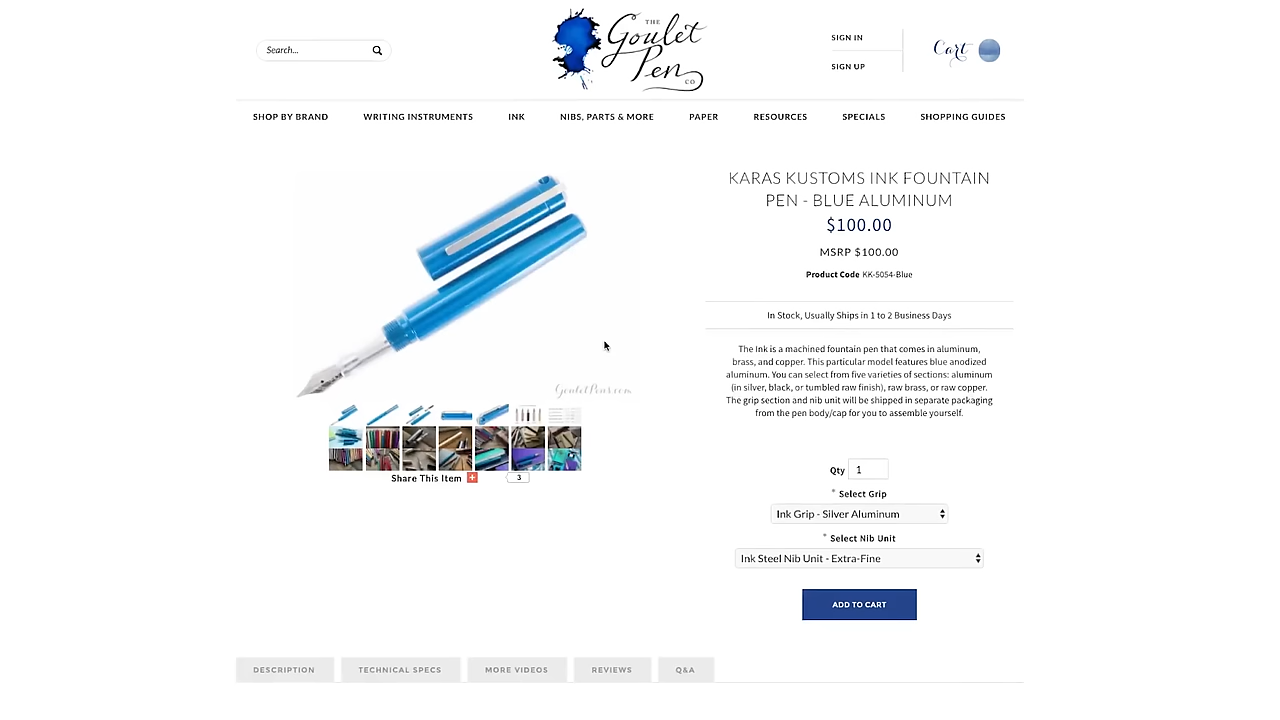 Search...
THE
Goulet
Pen
CO
SIGN IN
SIGN UP
Cart
SHOP BY BRAND
WRITING INSTRUMENTS
INK
NIBS, PARTS & MORE
PAPER
RESOURCES
SPECIALS
SHOPPING GUIDES
KARAS KUSTOMS INK FOUNTAIN
PEN - BLUE ALUMINUM
$100.00
MSRP $100.00
Product Code KK-5054-Blue
In Stock, Usually Ships in 1 to 2 Business Days
The Ink is a machined fountain pen that comes in aluminum,
brass, and copper. This particular model features blue anodized
aluminum. You can select from five varieties of sections: aluminum
(in silver, black, or tumbled raw finish), raw brass, or raw copper.
The grip section and nib unit will be shipped in separate packaging
from the pen body/cap for you to assemble yourself.
GouletPens.com
Share This Item
3
Qty 1
* Select Grip
Ink Grip - Silver Aluminum
* Select Nib Unit
Ink Steel Nib Unit - Extra-Fine
ADD TO CART
DESCRIPTION
TECHNICAL SPECS
MORE VIDEOS
REVIEWS
Q&A